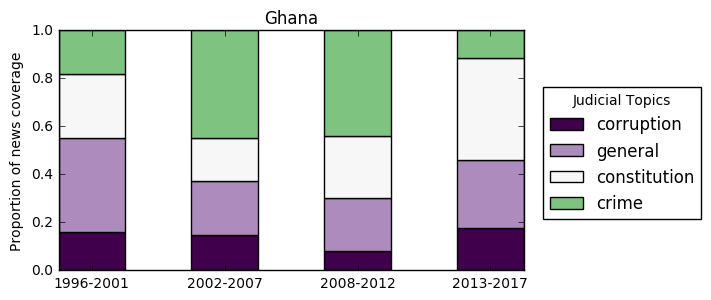 Ghana
Proportion of news coverage
1.0
0.8
0.6
0.4
0.2
0.0
1996-2001
2002-2007
2008-2012
2013-2017
Judicial Topics
corruption
general
constitution
crime